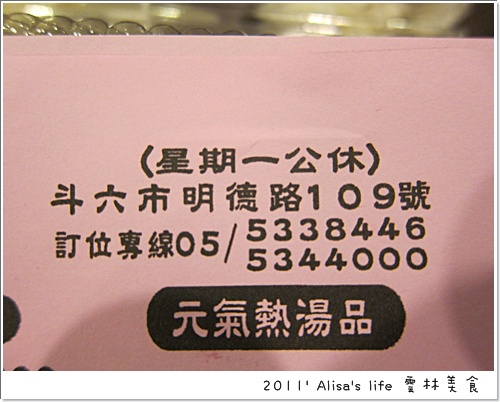 (星期一公休)
斗六市明德路109號
訂位專線05/5338446
5344000
元氣熱湯品
2011' Alisa's life 雲林美食